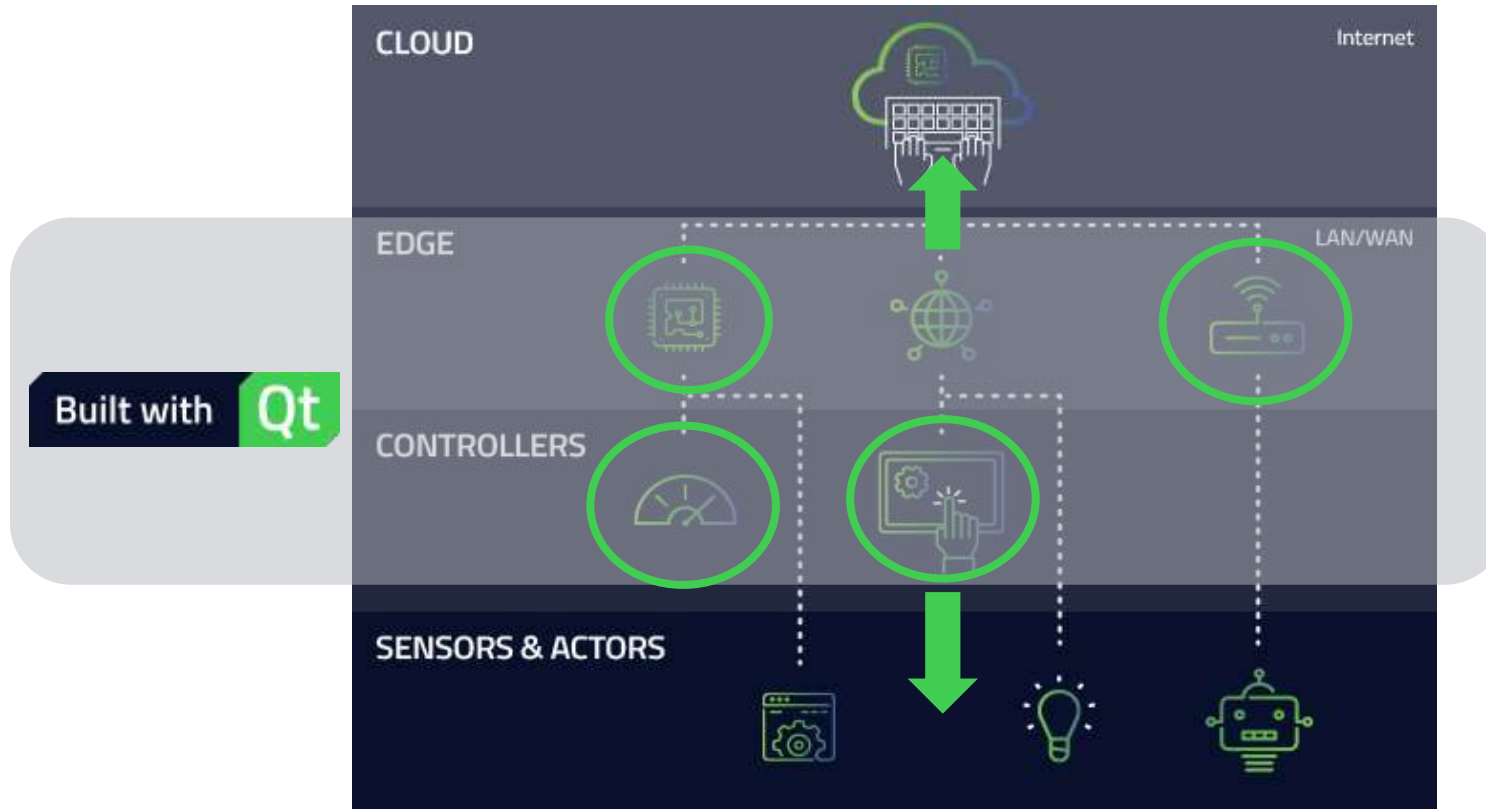 CLOUD
Internet
EDGE
LAN/WAN
Built with Qt
CONTROLLERS
SENSORS & ACTORS